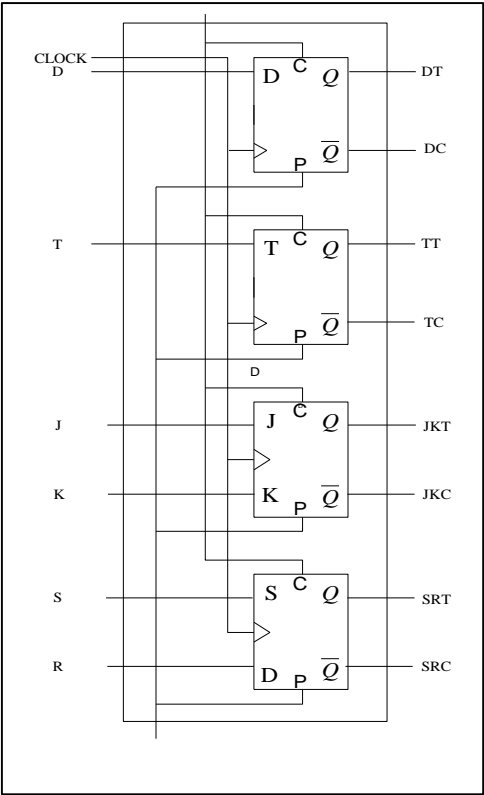 CLOCK
D D C Q DT
P Q DC
T T C Q TT
P Q TC
D
J J C Q JKT
K K Q JKC
P
S S C Q SRT
R D P Q SRC